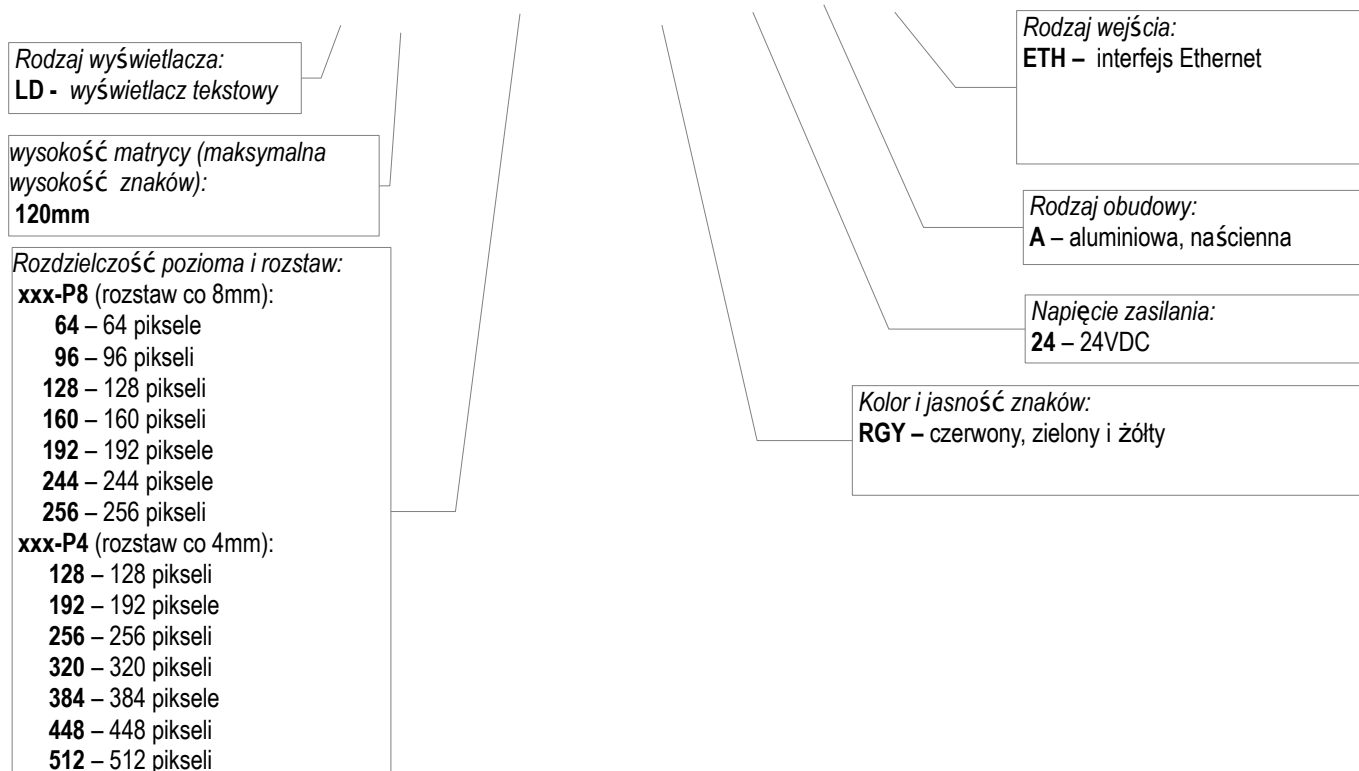 Rodzaj wyświetlacza:
LD - wyświetlacz tekstowy
wysokość matrycy (maksymalna
wysokość znaków):
120mm
Rozdzielczość pozioma i rozstaw:
xxx-P8 (rozstaw co 8mm):
64 – 64 piksele
96 – 96 pikseli
128 – 128 pikseli
160 – 160 pikseli
192 – 192 piksele
244 – 244 piksele
256 – 256 pikseli
xxx-P4 (rozstaw co 4mm):
128 – 128 pikseli
192 – 192 piksele
256 – 256 pikseli
320 – 320 pikseli
384 – 384 piksele
448 – 448 pikseli
512 – 512 pikseli
Rodzaj wejścia:
ETH – interfejs Ethernet
Rodzaj obudowy:
A – aluminiowa, naścienna
Napięcie zasilania:
24 – 24VDC
Kolor i jasność znaków:
RGY – czerwony, zielony i żółty